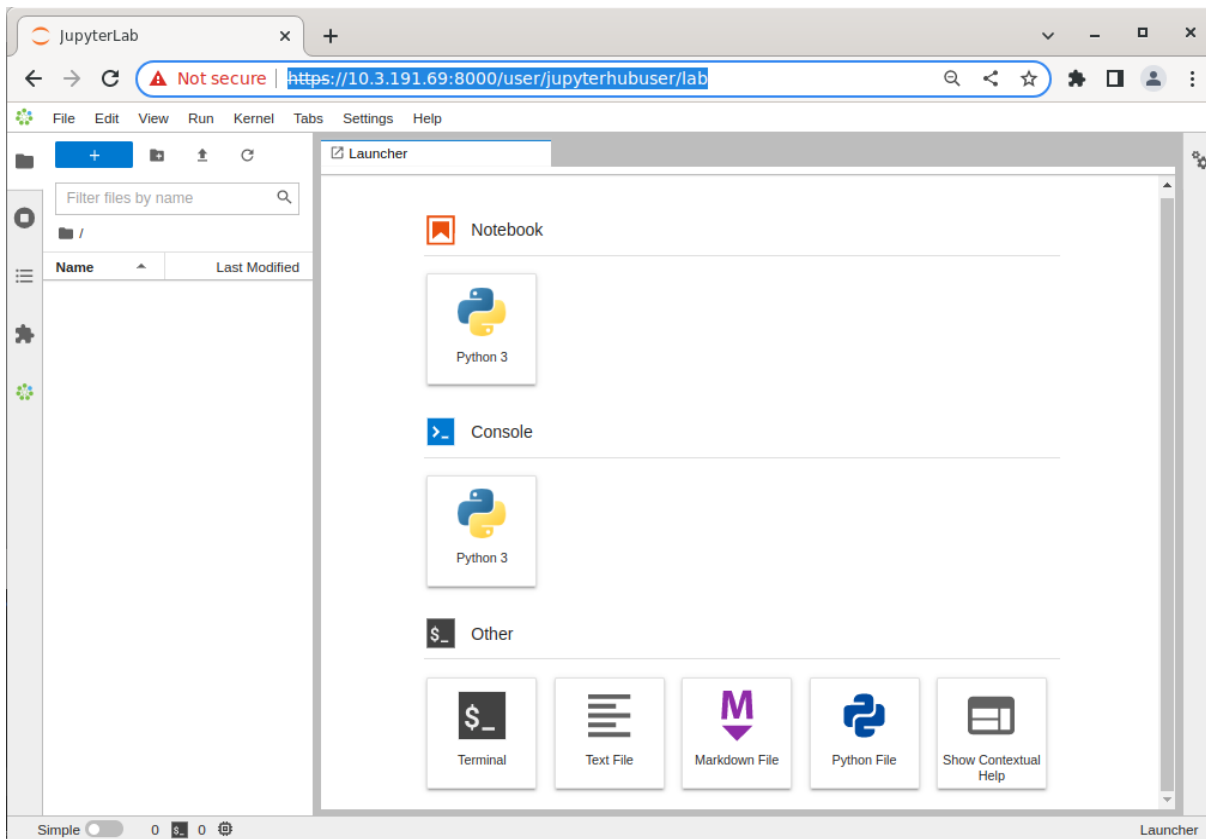 JupyterLab
Not secure https://10.3.191.69:8000/user/jupyterhubuser/lab
File Edit View Run Kernel Tabs Settings Help
+
Launcher
Filter files by name
/
Name Last Modified
Notebook
Python 3
Console
Python 3
$_ Other
$_
M
Terminal Text File Markdown File Python File Show Contextual
Help
Simple 0 $_ 0 Launcher